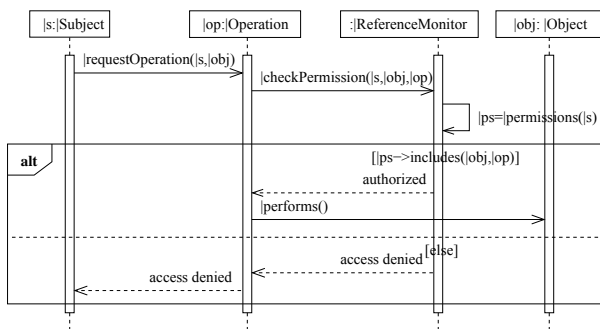 |s:|Subject
|op:|Operation
:|ReferenceMonitor
|obj: |Object
|requestOperation(|s,|obj)
|checkPermission(|s,|obj,|op)
|ps=|permissions(|s)
alt
[|ps−>includes(|obj,|op)]
authorized
|performs()
[else]
access denied
access denied